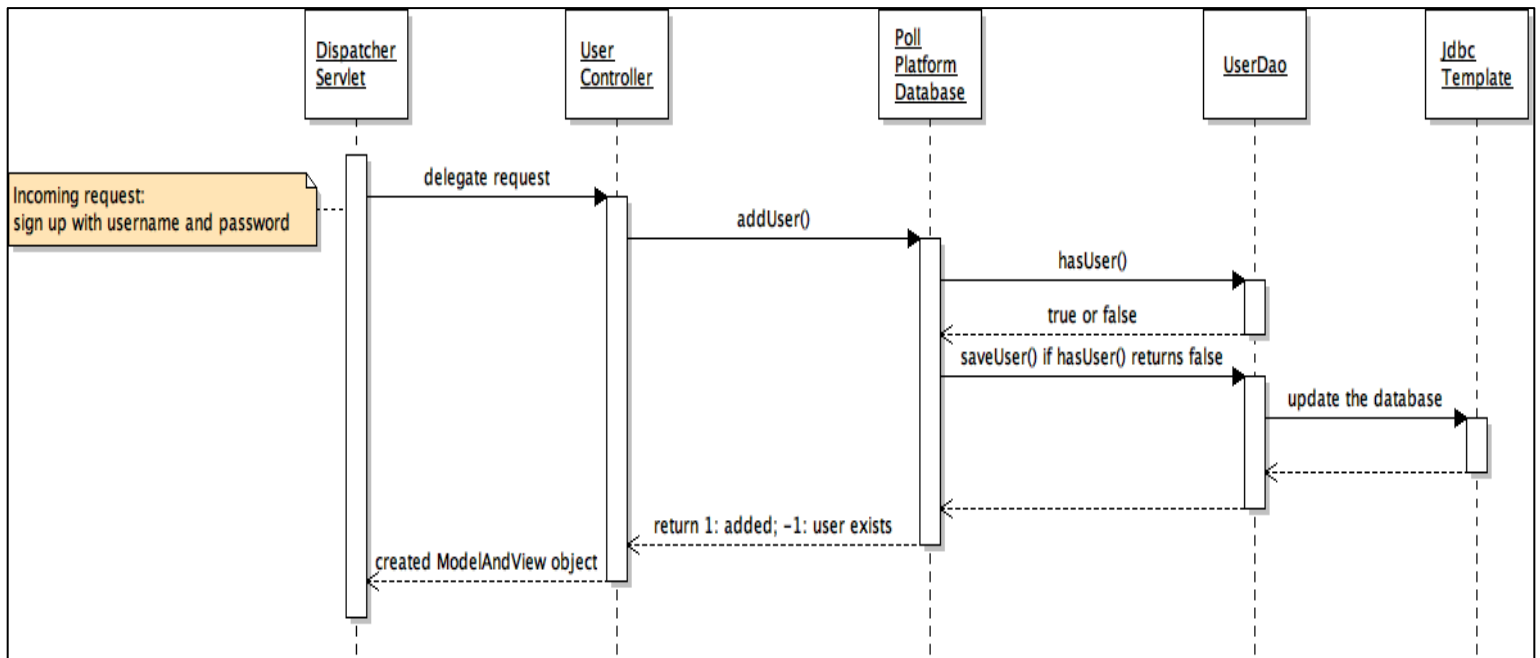 Dispatcher
Servlet
User
Controller
Poll
Platform
Database
UserDao
Jdbc
Template
Incoming request:
sign up with username and password
delegate request
addUser()
hasUser()
true or false
saveUser() if hasUser() returns false
update the database
return 1: added; -1: user exists
created ModelAndView object